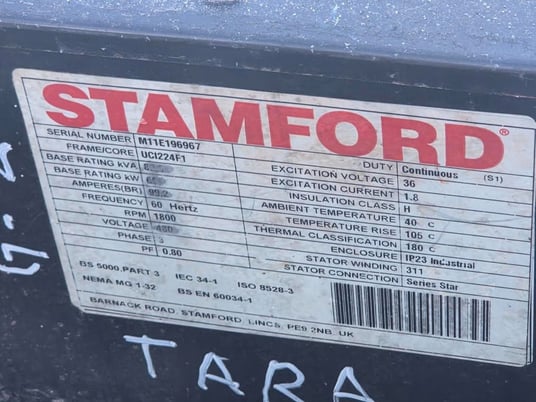 STAMFORD®
SERIAL NUMBER M11E196967
FRAME/CORE UCI224F1
BASE RATING kVA
BASE RATING kW
AMPERES(BR) 99.2
FREQUENCY 60 Hertz
RPM 1800
VOLTAGE 480
PHASE 3
PF 0.80
DUTY Continuous (S1)
EXCITATION VOLTAGE 36
EXCITATION CURRENT 1.8
INSULATION CLASS H
AMBIENT TEMPERATURE 40 c
TEMPERATURE RISE 105 c
THERMAL CLASSIFICATION 180 c
ENCLOSURE IP23 Industrial
STATOR WINDING 311
STATOR CONNECTION Series Star
BS 5000,PART 3 IEC 34-1 ISO 8528-3
NEMA MG 1-32 BS EN 60034-1
BARNACK ROAD, STAMFORD, LINCS, PE9 2NB, UK
TARA